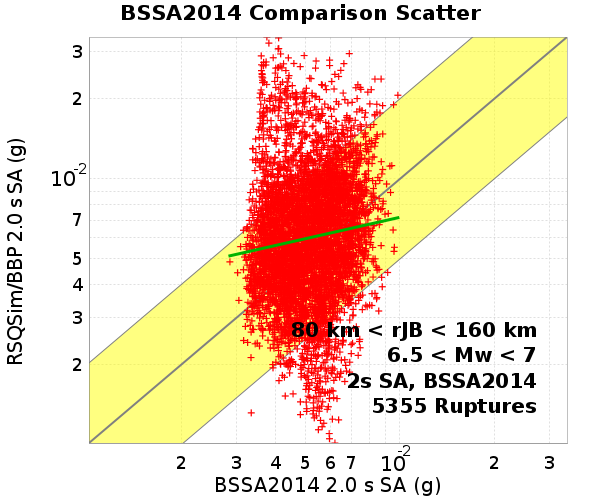 BSSA2014 Comparison Scatter
RSQSim/BBP 2.0 s SA (g)
3
2
10-2
7
5
4
3
2
80 km < rJB < 160 km
6.5 < Mw < 7
2s SA, BSSA2014
5355 Ruptures
2 3 4 5 6 7 10-2 2 3
BSSA2014 2.0 s SA (g)